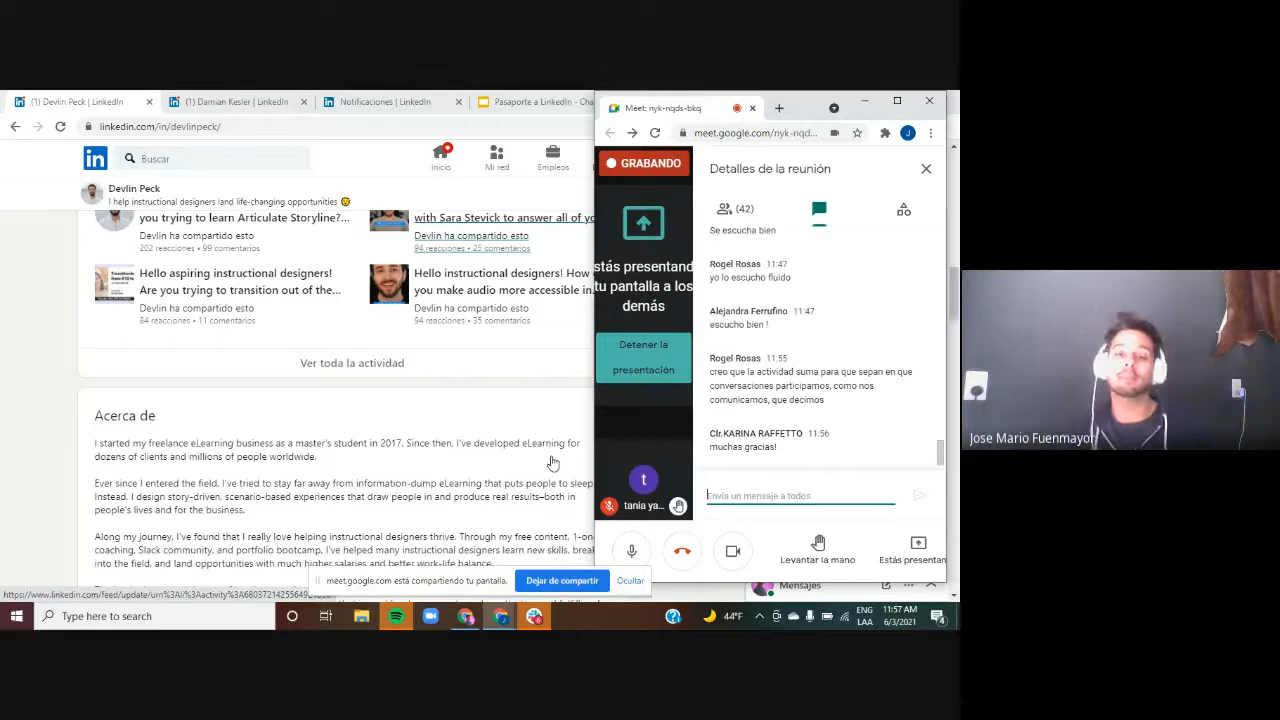 (1) Devlin Peck | LinkedIn
(1) Damian Kesler | LinkedIn
Notificaciones | LinkedIn
Pasaporte a LinkedIn - Cha
linkedin.com/in/devlinpeck/
in
Buscar
Inicio
Mi red
Empleos
Devlin Peck
I help instructional designers land life-changing opportunities
you trying to learn Articulate Storyline?...
Devlin ha compartido esto
202 reacciones • 99 comentarios
with Sara Stevick to answer all of yo
Devlin ha compartido esto
94 reacciones • 25 comentarios
Hello aspiring instructional designers!
Are you trying to transition out of the...
Devlin ha compartido esto
84 reacciones • 11 comentarios
Hello instructional designers! How
you make audio more accessible in
Devlin ha compartido esto
94 reacciones • 35 comentarios
Ver toda la actividad
Acerca de
I started my freelance eLearning business as a master's student in 2017. Since then, I've developed eLearning for
dozens of clients and millions of people worldwide.
Ever since I entered the field, I've tried to stay far away from information-dump eLearning that puts people to sleep.
Instead, I design story-driven, scenario-based experiences that draw people in and produce real results–both in
people's lives and for the business.
Along my journey, I've found that I really love helping instructional designers thrive. Through my free content, 1-on-
coaching, Slack community, and portfolio bootcamp, I've helped many instructional designers learn new skills, break
into the field, and land opportunities with much higher salaries and better work-life balance.
meet.google.com está compartiendo tu pantalla.
Dejar de compartir
Ocultar
Meet: nyk-nqds-bkq
meet.google.com/nyk-nqd...
J
GRABANDO
stás presentand
tu pantalla a los
demás
Detener la
presentación
t
tania ya...
Detalles de la reunión
(42)
Se escucha bien
Rogel Rosas 11:47
yo lo escucho fluido
Alejandra Ferrufino 11:47
escucho bien !
Rogel Rosas 11:55
creo que la actividad suma para que sepan en que
conversaciones participamos, como nos
comunicamos, que decimos
Clr.KARINA RAFFETTO 11:56
muchas gracias!
Envía un mensaje a todos
Levantar la mano
Estás presentan
Mensajes
Jose Mario Fuenmayor
Type here to search
44°F
ENG
LAA
11:57 AM
6/3/2021
4